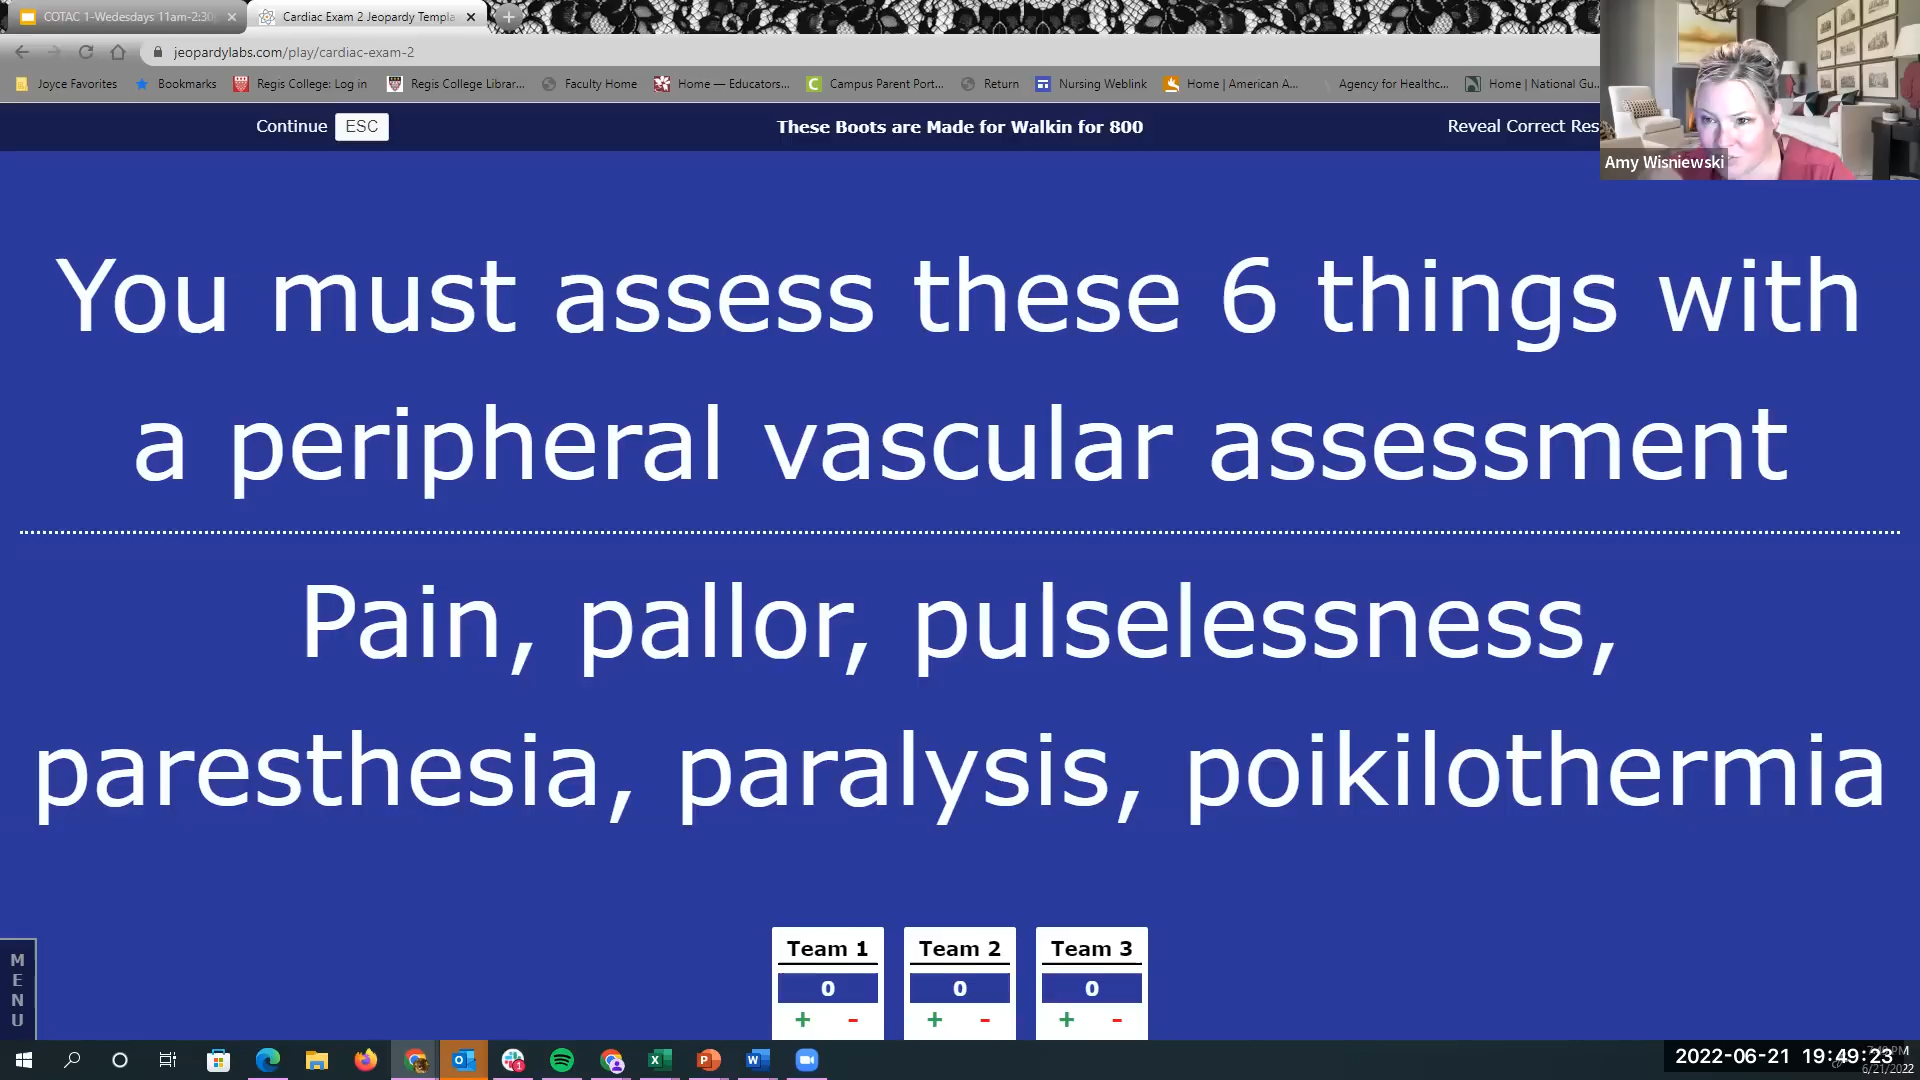 COTAC 1-Wedesdays 11am-2:30
Cardiac Exam 2 Jeopardy Templa
jeopardylabs.com/play/cardiac-exam-2
Joyce Favorites
Bookmarks
Regis College: Log in
Regis College Librar...
Faculty Home
Home — Educators...
Campus Parent Port...
Return
Nursing Weblink
Home | American A...
Agency for Healthc...
Home | National Gu...
Continue ESC
These Boots are Made for Walkin for 800
Reveal Correct Res
Amy Wisniewski
You must assess these 6 things with
a peripheral vascular assessment
Pain, pallor, pulselessness,
paresthesia, paralysis, poikilothermia
MENU
Team 1
0
+ -
Team 2
0
+ -
Team 3
0
+ -
2022-06-21 19:49:23
6/21/2022